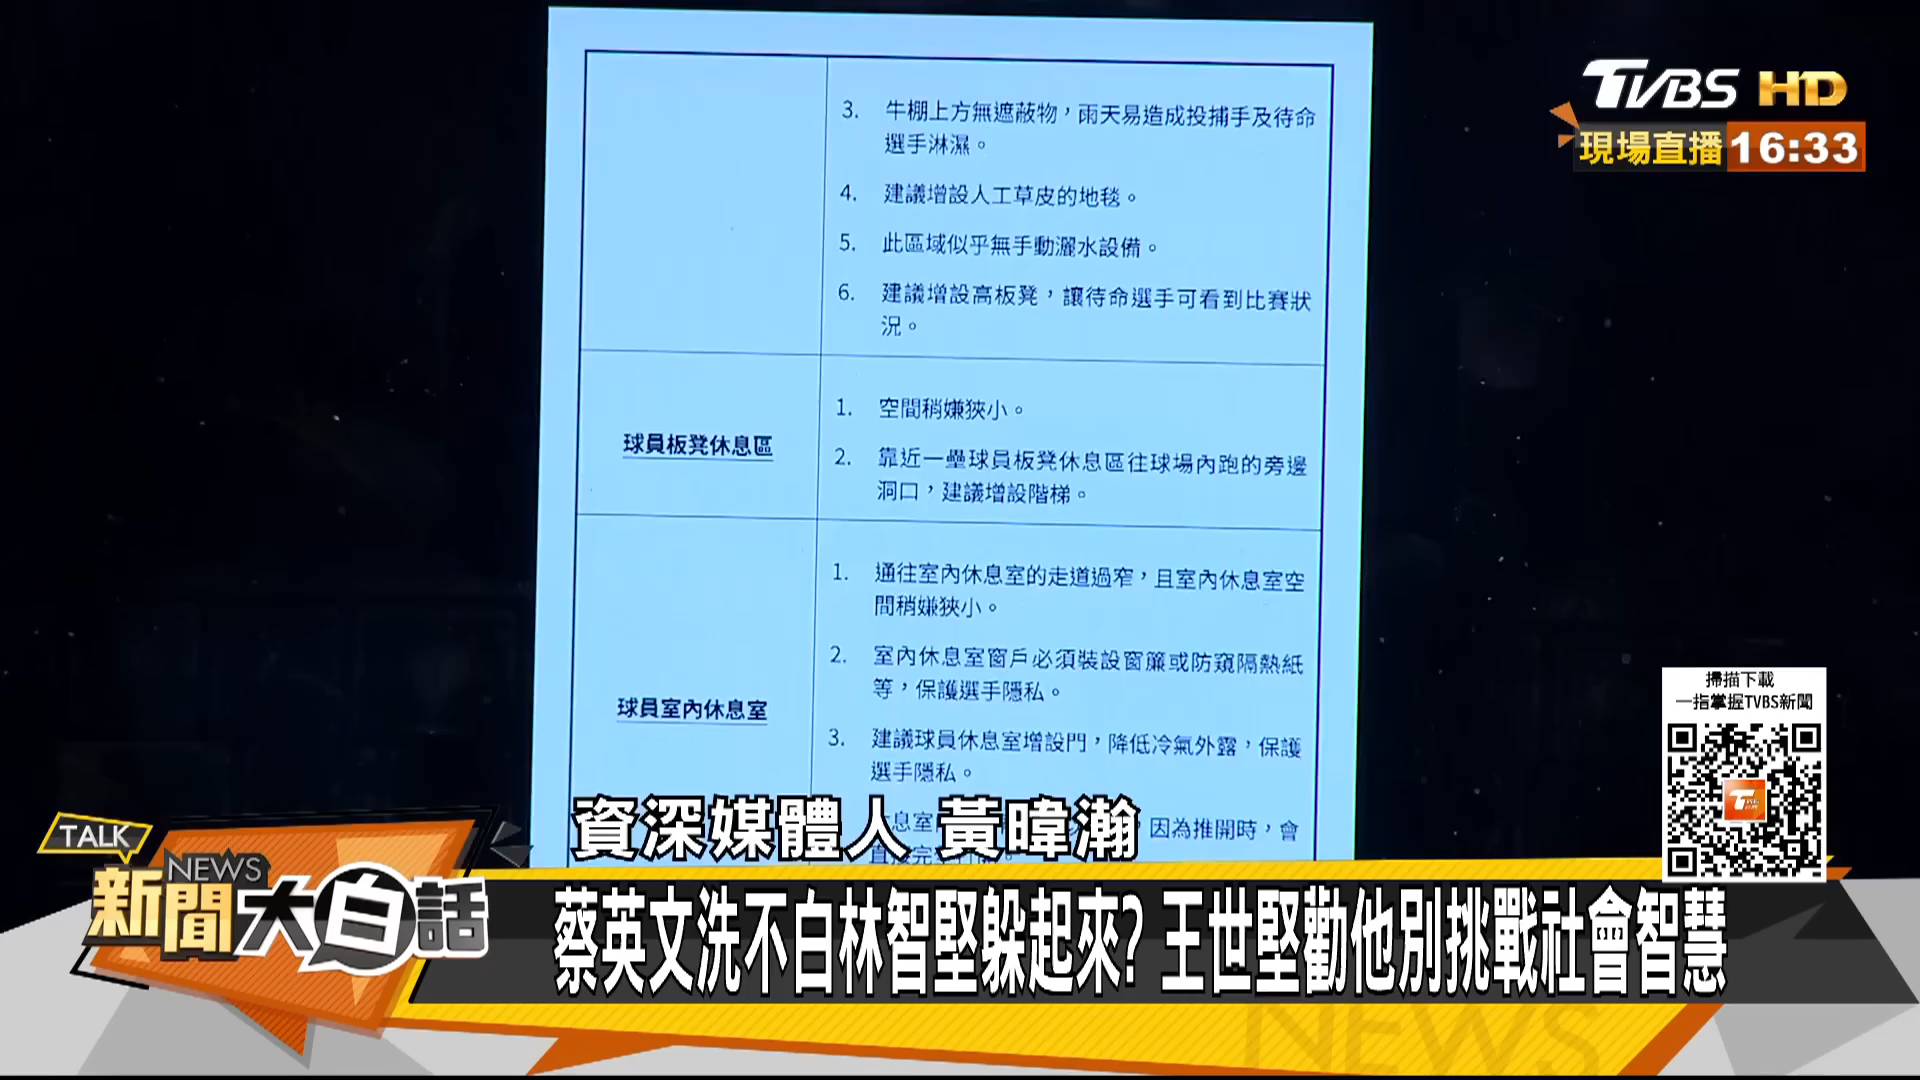 3. 牛棚上方無遮蔽物，雨天易造成投捕手及待命
選手淋濕。
4. 建議增設人工草皮的地毯。
5. 此區域似乎無手動灑水設備。
6. 建議增設高板凳，讓待命選手可看到比賽狀
況。
球員板凳休息區
1. 空間稍嫌狹小。
2. 靠近一壘球員板凳休息區往球場內跑的旁邊
洞口，建議增設階梯。
球員室內休息室
1. 通往室內休息室的走道過窄，且室內休息室空
間稍嫌狹小。
2. 室內休息室窗戶必須裝設窗簾或防窺隔熱紙
等，保護選手隱私。
3. 建議球員休息室增設門，降低冷氣外露，保護
選手隱私。
息室
因為推開時，會
TVBS HD
現場直播 16:33
掃描下載
一指掌握TVBS新聞
TVBS
資深媒體人 黃暐瀚
TALK
NEWS
新聞大白話
蔡英文洗不白林智堅躲起來? 王世堅勸他別挑戰社會智慧
NEWS